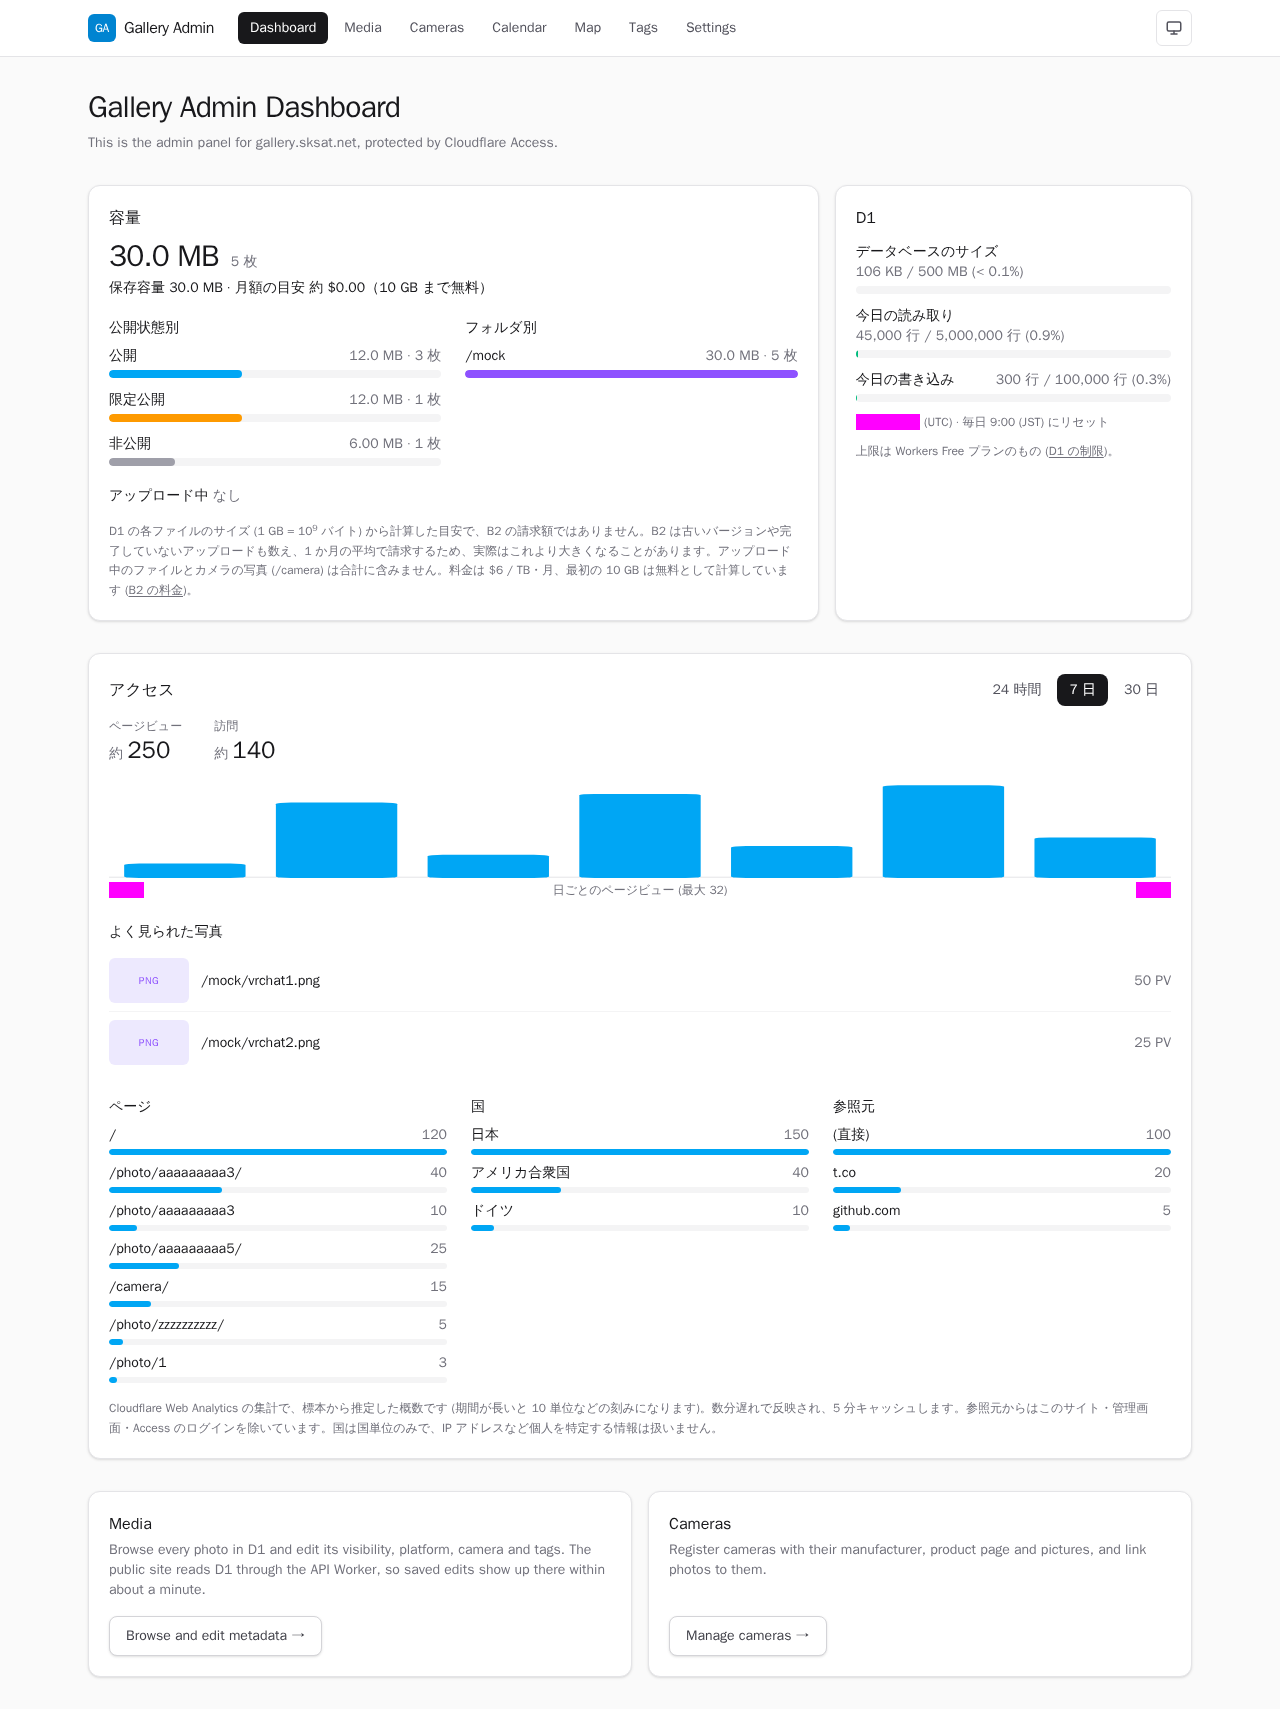 GA Gallery Admin Dashboard Media Cameras Calendar Map Tags Settings
Gallery Admin Dashboard
This is the admin panel for gallery.sksat.net, protected by Cloudflare Access.
容量
30.0 MB 5 枚
保存容量 30.0 MB · 月額の目安 約 $0.00（10 GB まで無料）
公開状態別
公開 12.0 MB · 3 枚
限定公開 12.0 MB · 1 枚
非公開 6.00 MB · 1 枚
フォルダ別
/mock 30.0 MB · 5 枚
アップロード中 なし
D1 の各ファイルのサイズ (1 GB = 10⁹ バイト) から計算した目安で、B2 の請求額ではありません。B2 は古いバージョンや完
了していないアップロードも数え、1 か月の平均で請求するため、実際はこれより大きくなることがあります。アップロード
中のファイルとカメラの写真 (/camera) は合計に含みません。料金は $6 / TB・月、最初の 10 GB は無料として計算していま
す (B2 の料金)。
D1
データベースのサイズ
106 KB / 500 MB (< 0.1%)
今日の読み取り
45,000 行 / 5,000,000 行 (0.9%)
今日の書き込み 300 行 / 100,000 行 (0.3%)
(UTC) · 毎日 9:00 (JST) にリセット
上限は Workers Free プランのもの (D1 の制限)。
アクセス
24 時間 7 日 30 日
ページビュー 訪問
約 250 約 140
日ごとのページビュー (最大 32)
よく見られた写真
PNG /mock/vrchat1.png 50 PV
PNG /mock/vrchat2.png 25 PV
ページ
/ 120
/photo/aaaaaaaaa3/ 40
/photo/aaaaaaaaa3 10
/photo/aaaaaaaaa5/ 25
/camera/ 15
/photo/zzzzzzzzzz/ 5
/photo/1 3
国
日本 150
アメリカ合衆国 40
ドイツ 10
参照元
(直接) 100
t.co 20
github.com 5
Cloudflare Web Analytics の集計で、標本から推定した概数です (期間が長いと 10 単位などの刻みになります)。数分遅れで反映され、5 分キャッシュします。参照元からはこのサイト・管理画
面・Access のログインを除いています。国は国単位のみで、IP アドレスなど個人を特定する情報は扱いません。
Media
Browse every photo in D1 and edit its visibility, platform, camera and tags. The
public site reads D1 through the API Worker, so saved edits show up there within
about a minute.
Browse and edit metadata →
Cameras
Register cameras with their manufacturer, product page and pictures, and link
photos to them.
Manage cameras →